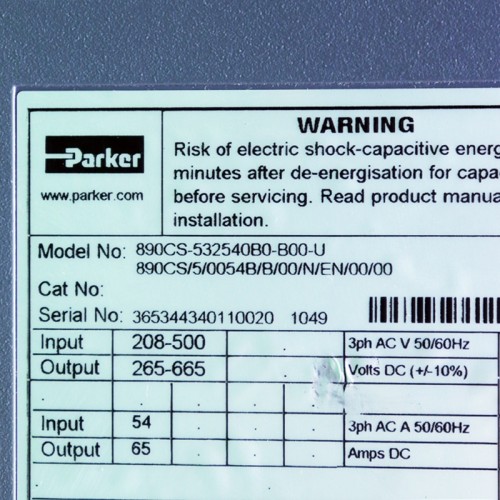 Parker
www.parker.com
WARNING
Risk of electric shock-capacitive energ
minutes after de-energisation for capa
before servicing. Read product manua
installation.
Model No: 890CS-532540B0-B00-U
890CS/5/0054B/B/00/N/EN/00/00
Cat No:
Serial No: 365344340110020 1049
Input 208-500 . . 3ph AC V 50/60Hz
Output 265-665 . . Volts DC (+/-10%)
. . . . .
Input 54 . . . 3ph AC A 50/60Hz
Output 65 . . . Amps DC